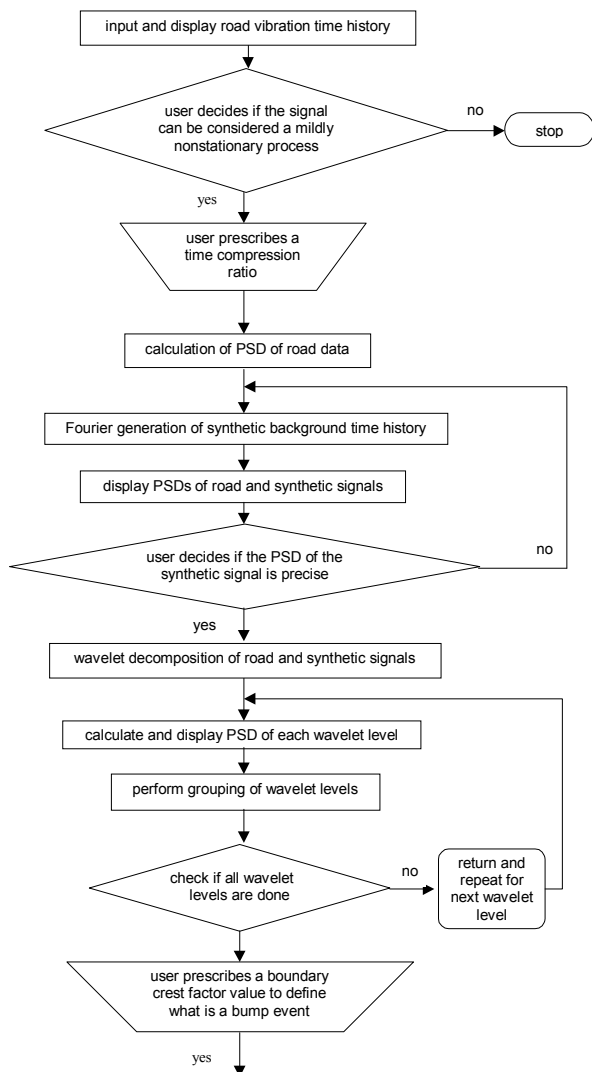 input and display road vibration time history
user decides if the signal
can be considered a mildly
nonstationary process
no
stop
yes
user prescribes a
time compression
ratio
calculation of PSD of road data
Fourier generation of synthetic background time history
display PSDs of road and synthetic signals
user decides if the PSD of the
synthetic signal is precise
no
yes
wavelet decomposition of road and synthetic signals
calculate and display PSD of each wavelet level
perform grouping of wavelet levels
check if all wavelet
levels are done
no
return and
repeat for
next wavelet
level
user prescribes a boundary
crest factor value to define
what is a bump event
yes